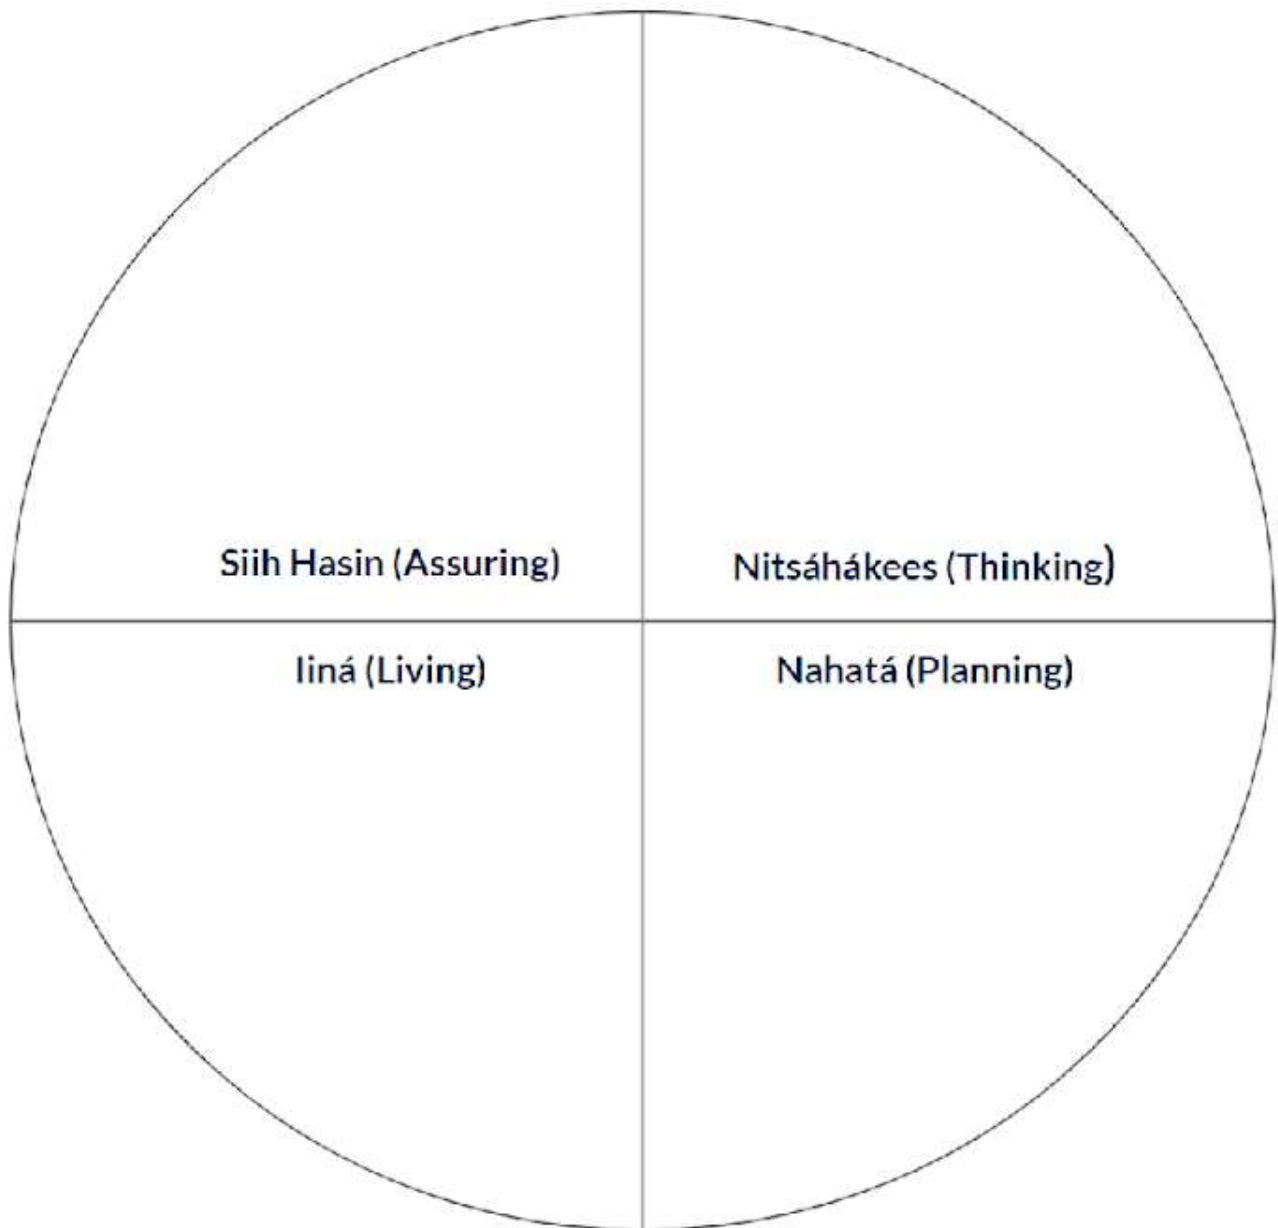 Siih Hasin (Assuring)
Nitsáhákees (Thinking)
Iiná (Living)
Nahatá (Planning)